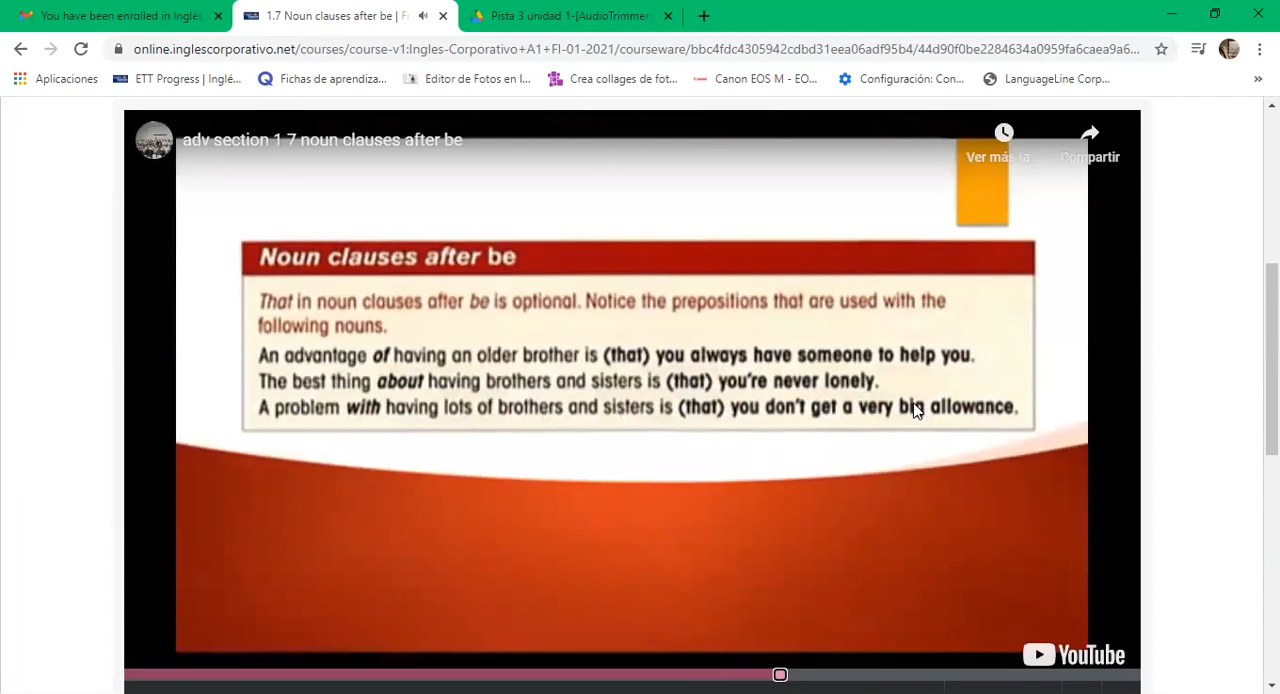 You have been enrolled in Inglés
1.7 Noun clauses after be | F
Pista 3 unidad 1-[AudioTrimmer.
online.inglescorporativo.net/courses/course-v1:Ingles-Corporativo+A1+FI-01-2021/courseware/bbc4fdc4305942cdbd31eea06adf95b4/44d90f0be2284634a0959fa6caea9a6...
Aplicaciones
ETT Progress | Inglé...
Fichas de aprendiza...
Editor de Fotos en l...
Crea collages de fot...
Canon EOS M - EO...
Configuración: Con...
LanguageLine Corp...
»
adv section 1 7 noun clauses after be
Ver más ta
Compartir
Noun clauses after be
That in noun clauses after be is optional. Notice the prepositions that are used with the
following nouns.
An advantage of having an older brother is (that) you always have someone to help you.
The best thing about having brothers and sisters is (that) you're never lonely.
A problem with having lots of brothers and sisters is (that) you don't get a very big allowance.
YouTube